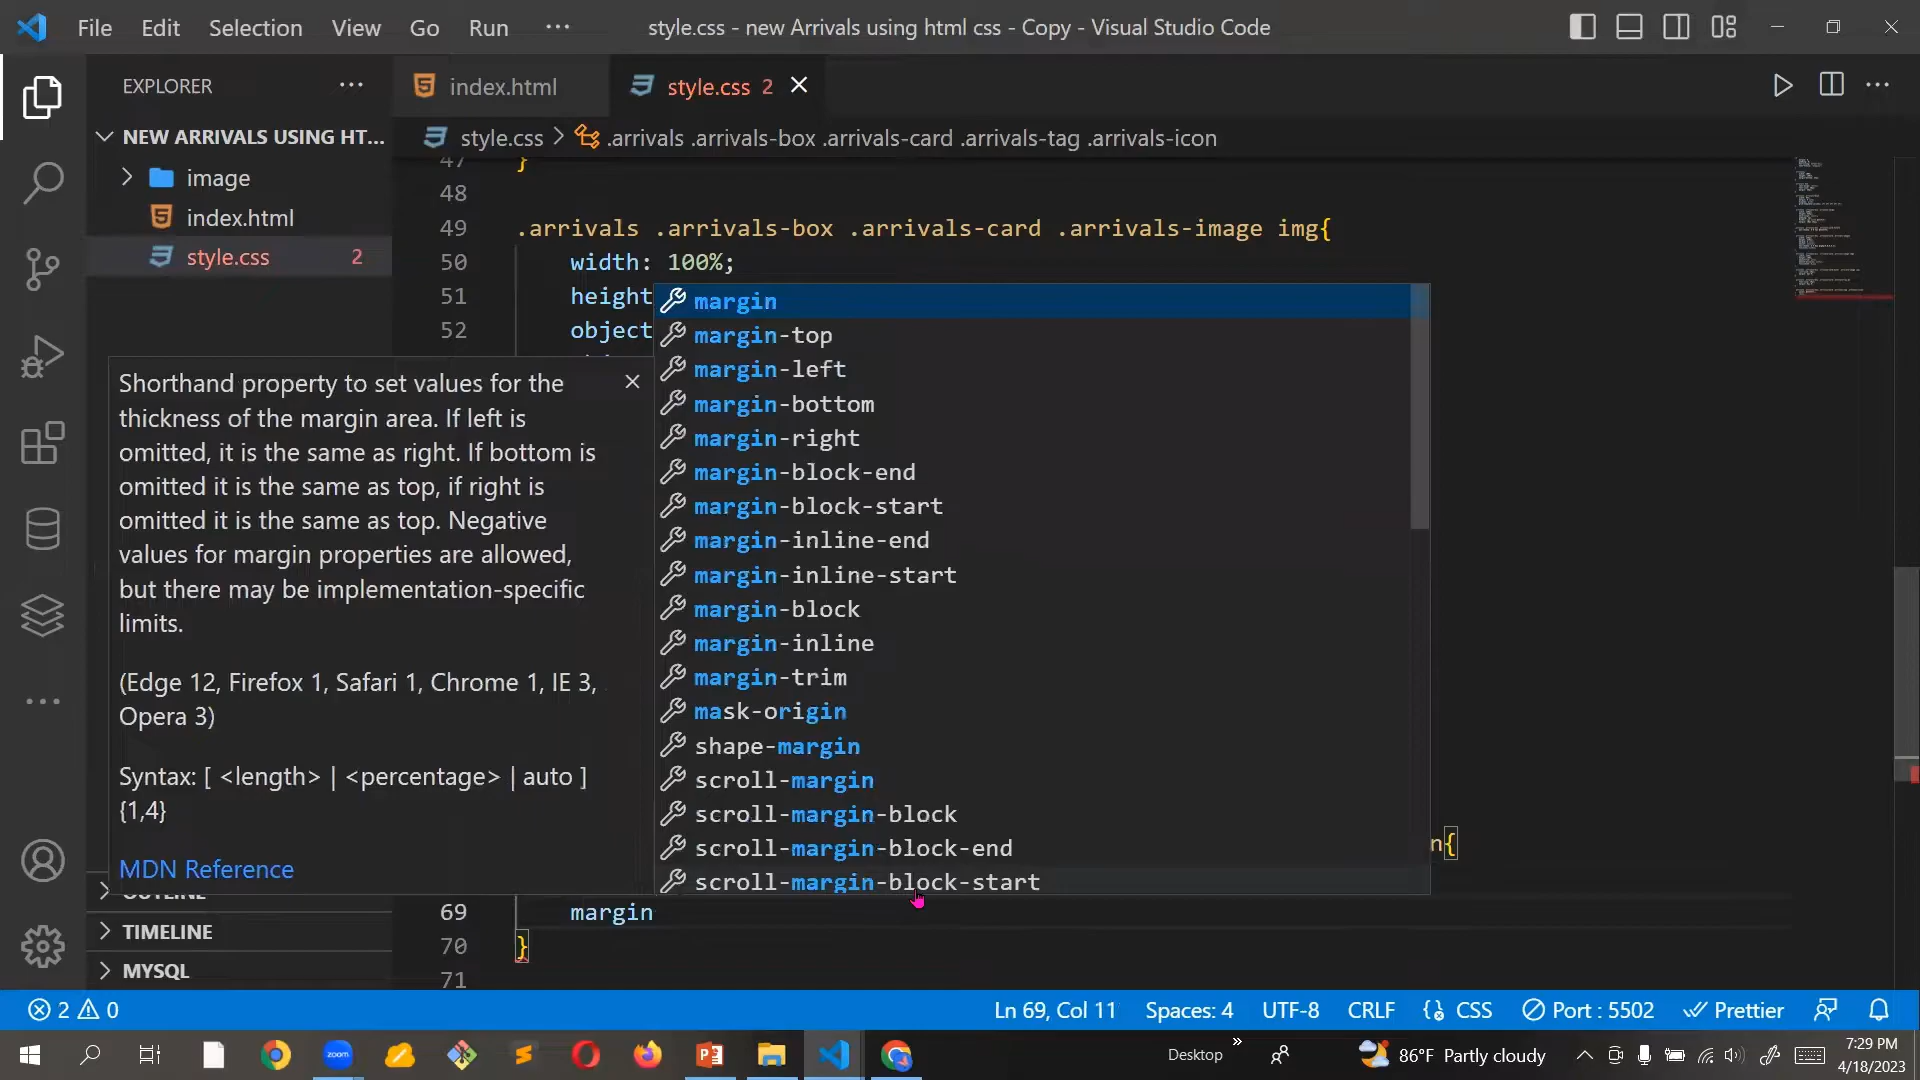 File Edit Selection View Go Run ··· style.css - new Arrivals using html css - Copy - Visual Studio Code
EXPLORER ···
index.html
style.css 2
NEW ARRIVALS USING HT...
image
index.html
style.css 2
style.css > .arrivals .arrivals-box .arrivals-card .arrivals-tag .arrivals-icon
47 }
48
49 .arrivals .arrivals-box .arrivals-card .arrivals-image img{
50 width: 100%;
51 height
52 object
margin
margin-top
margin-left
margin-bottom
margin-right
margin-block-end
margin-block-start
margin-inline-end
margin-inline-start
margin-block
margin-inline
margin-trim
mask-origin
shape-margin
scroll-margin
scroll-margin-block
scroll-margin-block-end
scroll-margin-block-start
Shorthand property to set values for the
thickness of the margin area. If left is
omitted, it is the same as right. If bottom is
omitted it is the same as top, if right is
omitted it is the same as top. Negative
values for margin properties are allowed,
but there may be implementation-specific
limits.
(Edge 12, Firefox 1, Safari 1, Chrome 1, IE 3,
Opera 3)
Syntax: [ <length> | <percentage> | auto ]
{1,4}
MDN Reference
n{
OUTLINE
TIMELINE
MYSQL
69 margin
70 }
71
2 0
Ln 69, Col 11 Spaces: 4 UTF-8 CRLF {} CSS Port : 5502 Prettier
zoom
Desktop
86°F Partly cloudy
7:29 PM
4/18/2023